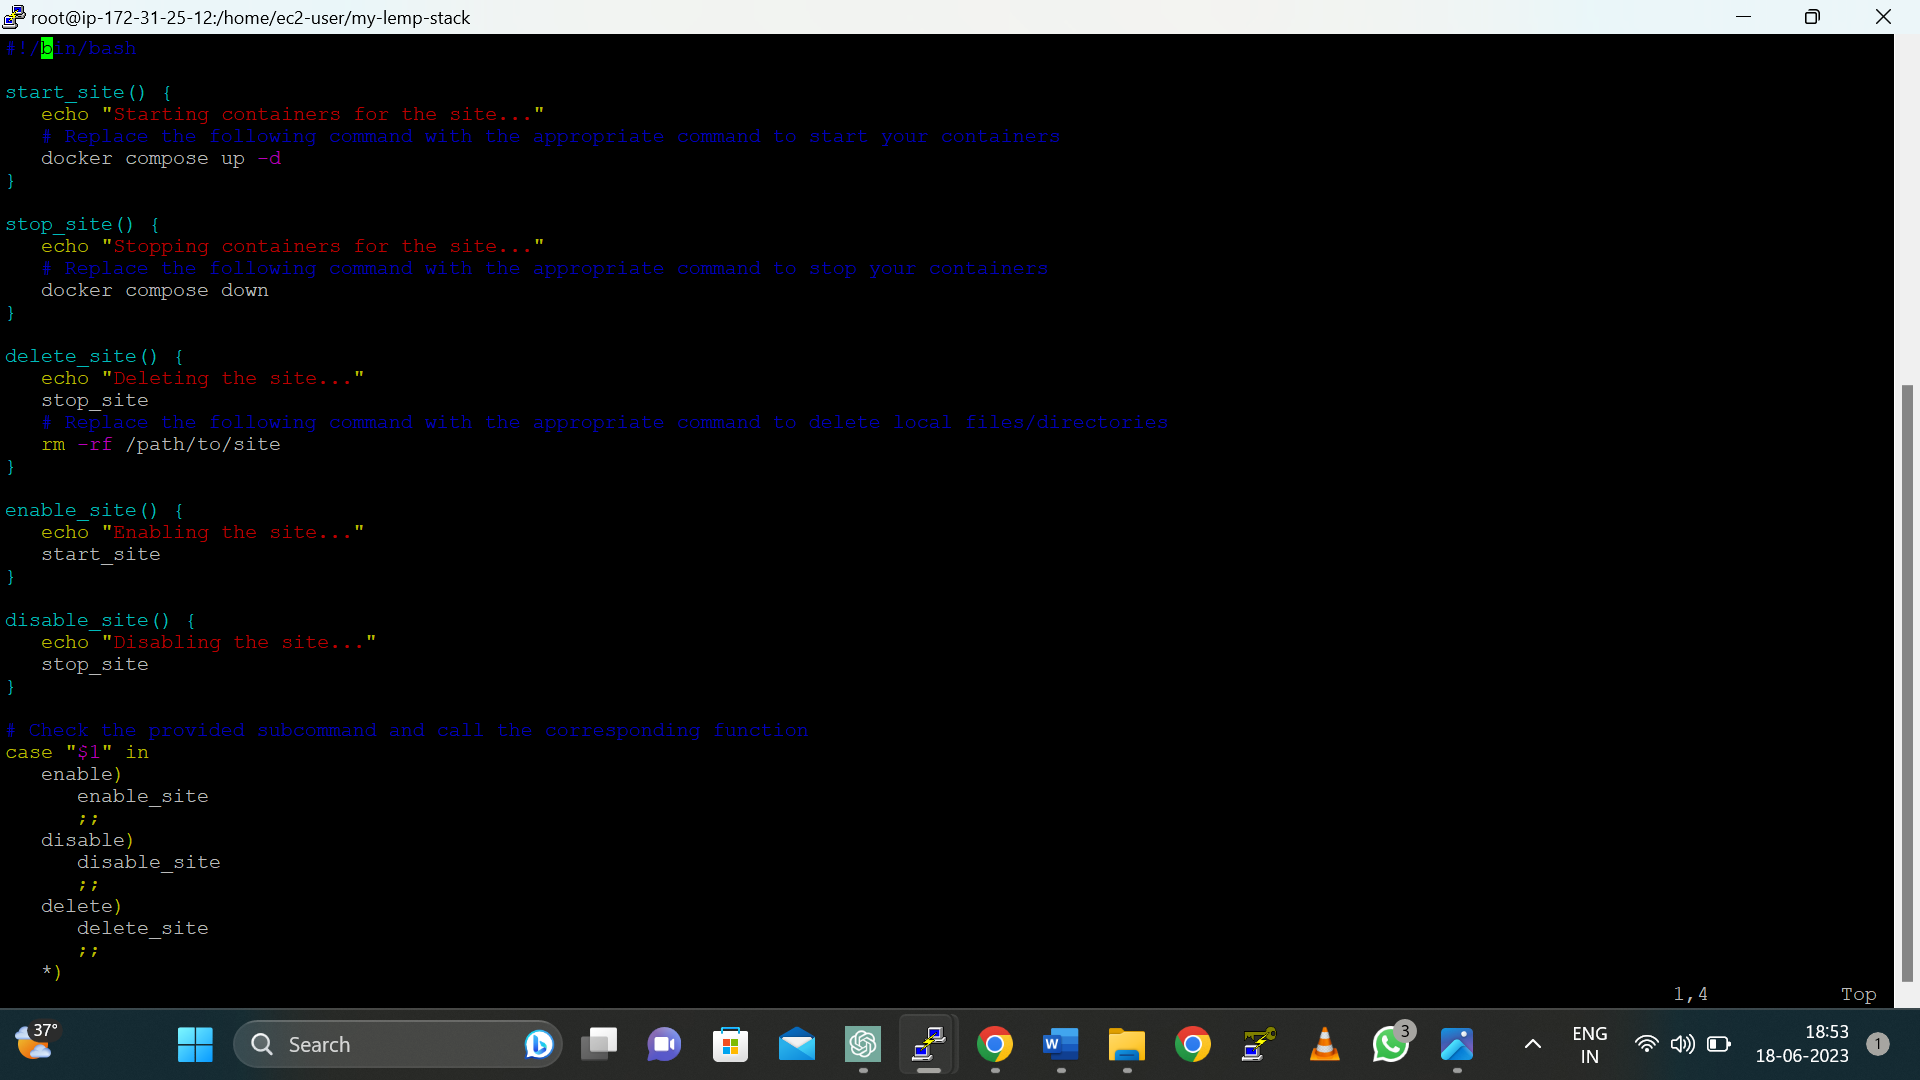 root@ip-172-31-25-12:/home/ec2-user/my-lemp-stack
#!/bin/bash

start_site() {
   echo "Starting containers for the site..."
   # Replace the following command with the appropriate command to start your containers
   docker compose up -d
}

stop_site() {
   echo "Stopping containers for the site..."
   # Replace the following command with the appropriate command to stop your containers
   docker compose down
}

delete_site() {
   echo "Deleting the site..."
   stop_site
   # Replace the following command with the appropriate command to delete local files/directories
   rm -rf /path/to/site
}

enable_site() {
   echo "Enabling the site..."
   start_site
}

disable_site() {
   echo "Disabling the site..."
   stop_site
}

# Check the provided subcommand and call the corresponding function
case "$1" in
   enable)
      enable_site
      ;;
   disable)
      disable_site
      ;;
   delete)
      delete_site
      ;;
   *)
1,4 Top
37°
Search
W
3
ENG
IN
18:53
18-06-2023
1